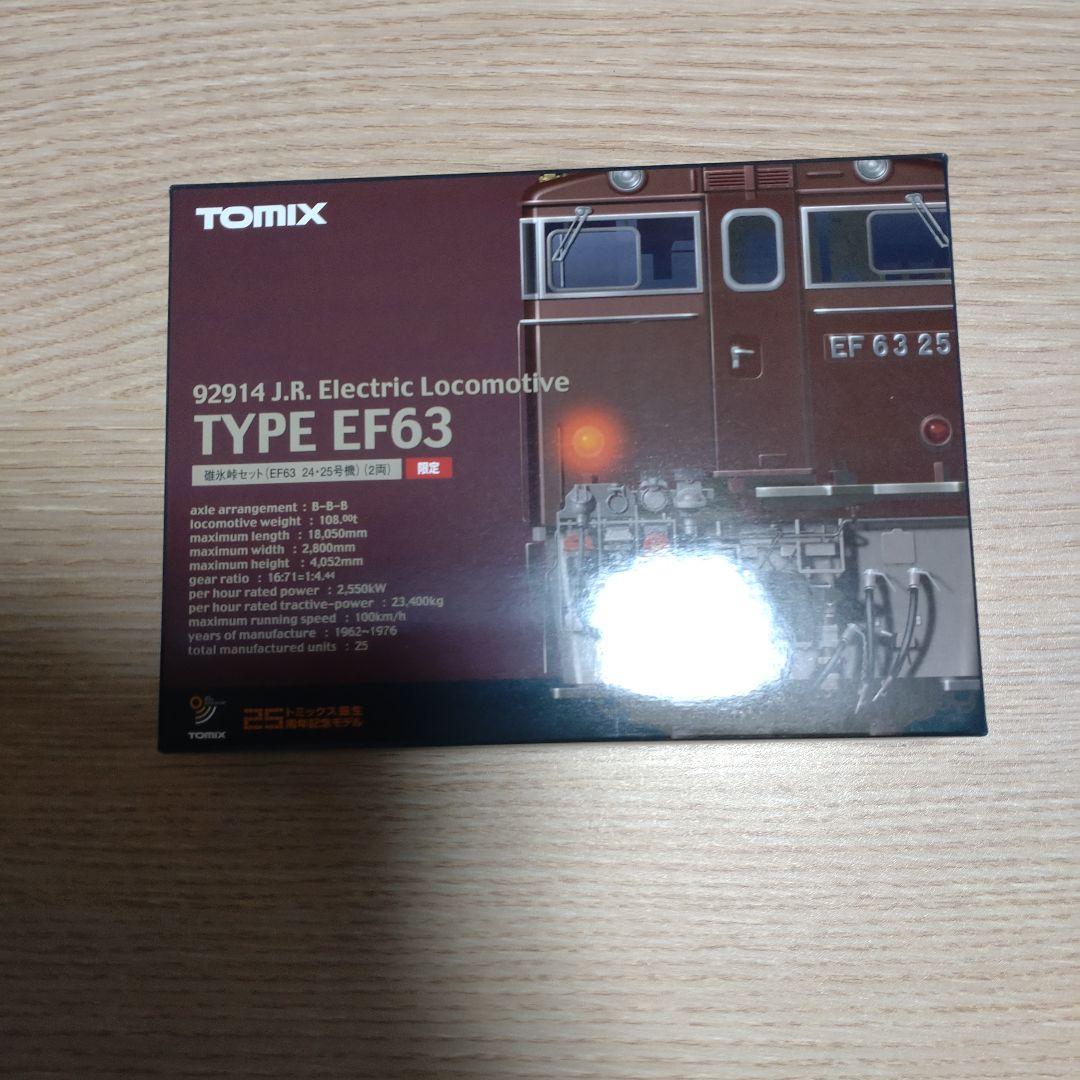 TOMIX
EF 63 25
92914 J.R. Electric Locomotive
TYPE EF63
碓氷峠セット(EF63 24・25号機)(2両) 限定
axle arrangement : B-B-B
locomotive weight : 108.00t
maximum length : 18,050mm
maximum width : 2,800mm
maximum height : 4,052mm
gear ratio : 16:71=1:4.44
per hour rated power : 2,550kW
per hour rated tractive-power : 23,400kg
maximum running speed : 100km/h
years of manufacture : 1962~1976
total manufactured units : 25
TOMIX
25 トミックス誕生
周年記念モデル